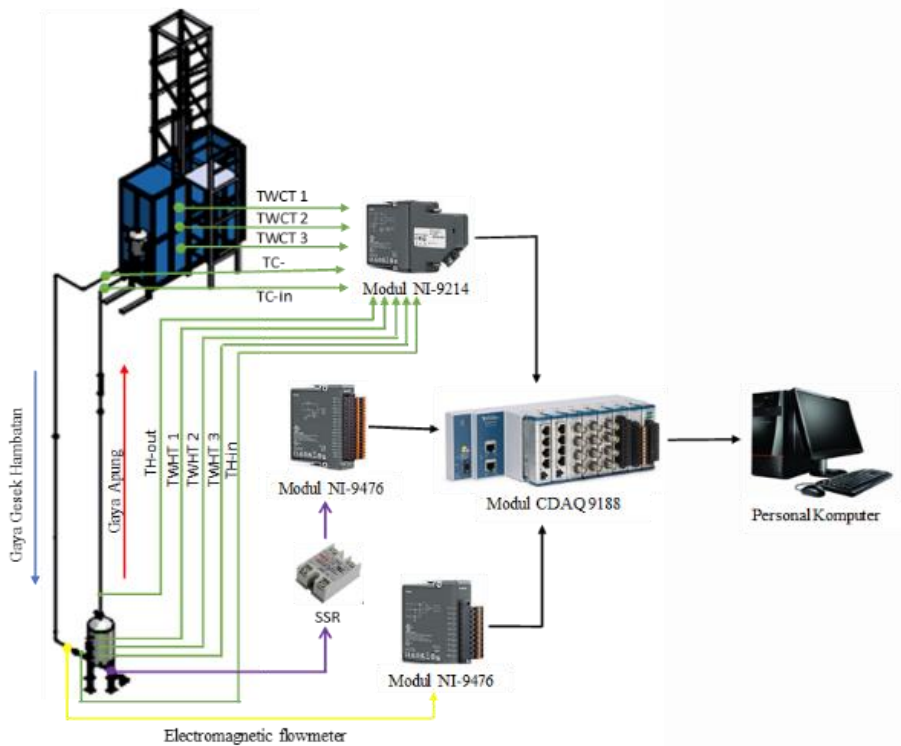 TWCT 1
TWCT 2
TWCT 3
TC-
TC-in
Modul NI-9214
Gaya Gesek Hambatan
Gaya Apung
TH-out
TWHT 1
TWHT 2
TWHT 3
TH-in
Modul NI-9476
SSR
Modul CDAQ 9188
Personal Komputer
Modul NI-9476
Electromagnetic flowmeter